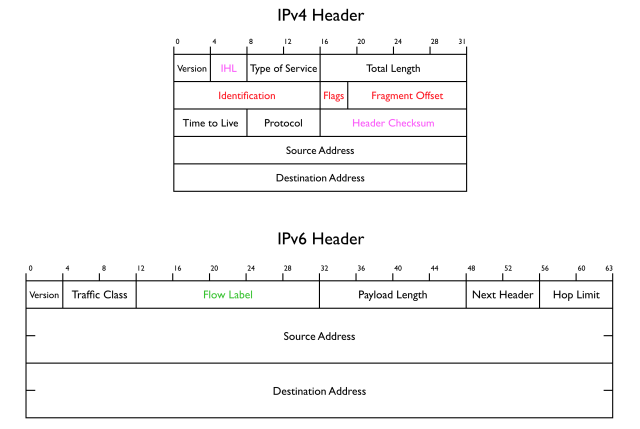 IPv4 Header
0 4 8 12 16 20 24 28 31
Version IHL Type of Service Total Length
Identification Flags Fragment Offset
Time to Live Protocol Header Checksum
Source Address
Destination Address
IPv6 Header
0 4 8 12 16 20 24 28 32 36 40 44 48 52 56 60 63
Version Traffic Class Flow Label Payload Length Next Header Hop Limit
Source Address
Destination Address